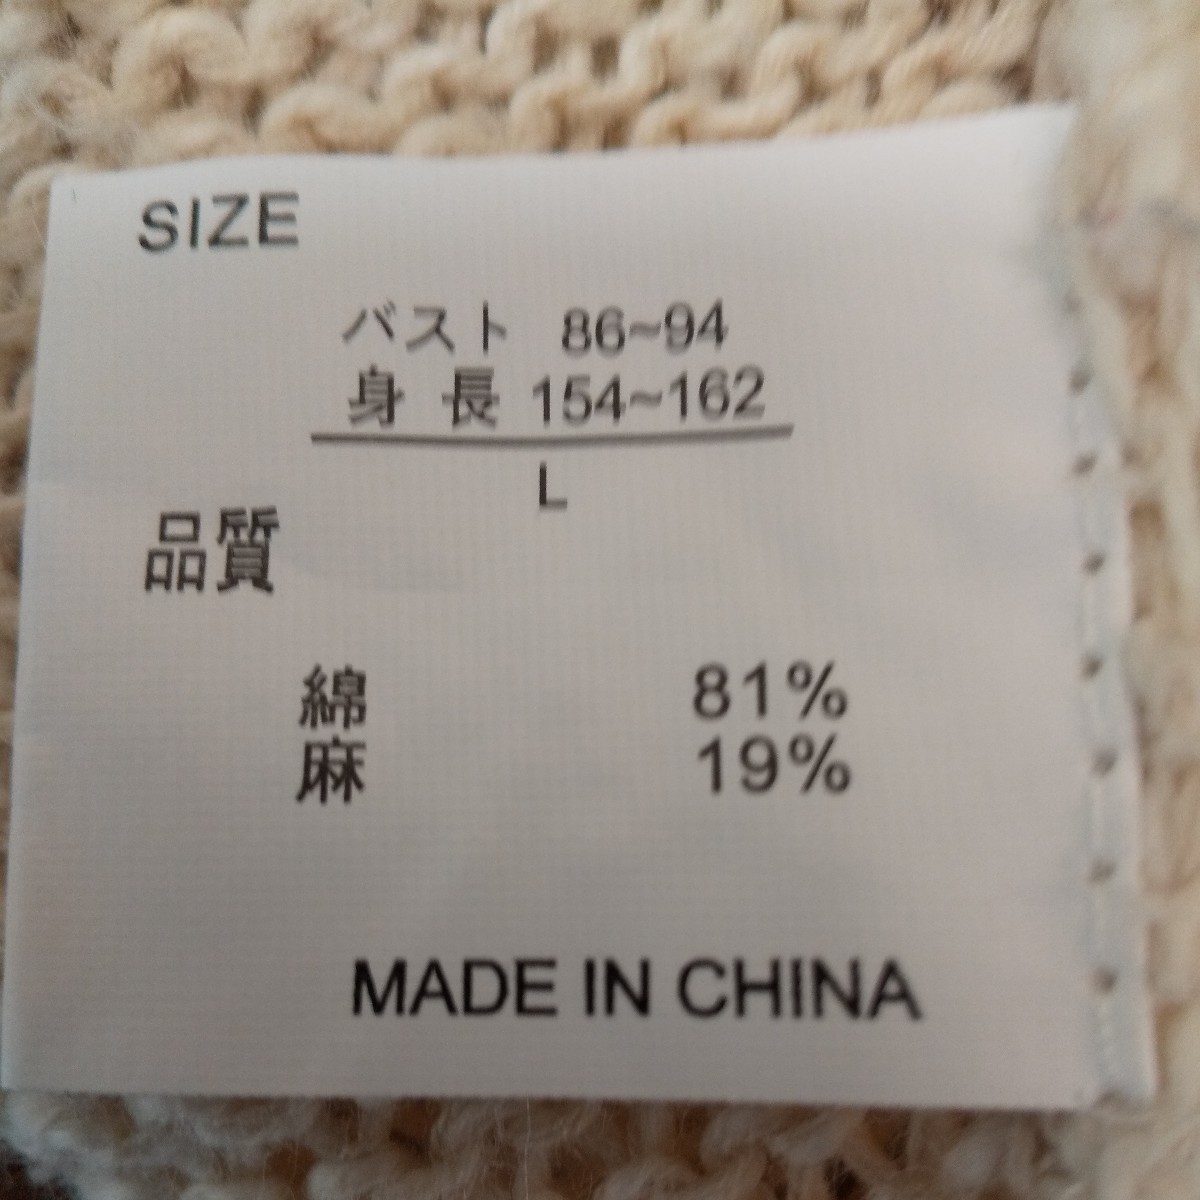 SIZE
バスト 86~94
身 長 154~162
L
品質
綿 81%
麻 19%
MADE IN CHINA